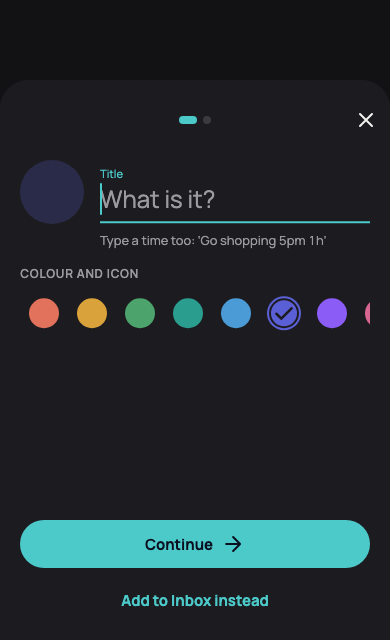 Title
What is it?
Type a time too: 'Go shopping 5pm 1h'
COLOUR AND ICON
Continue
Add to Inbox instead